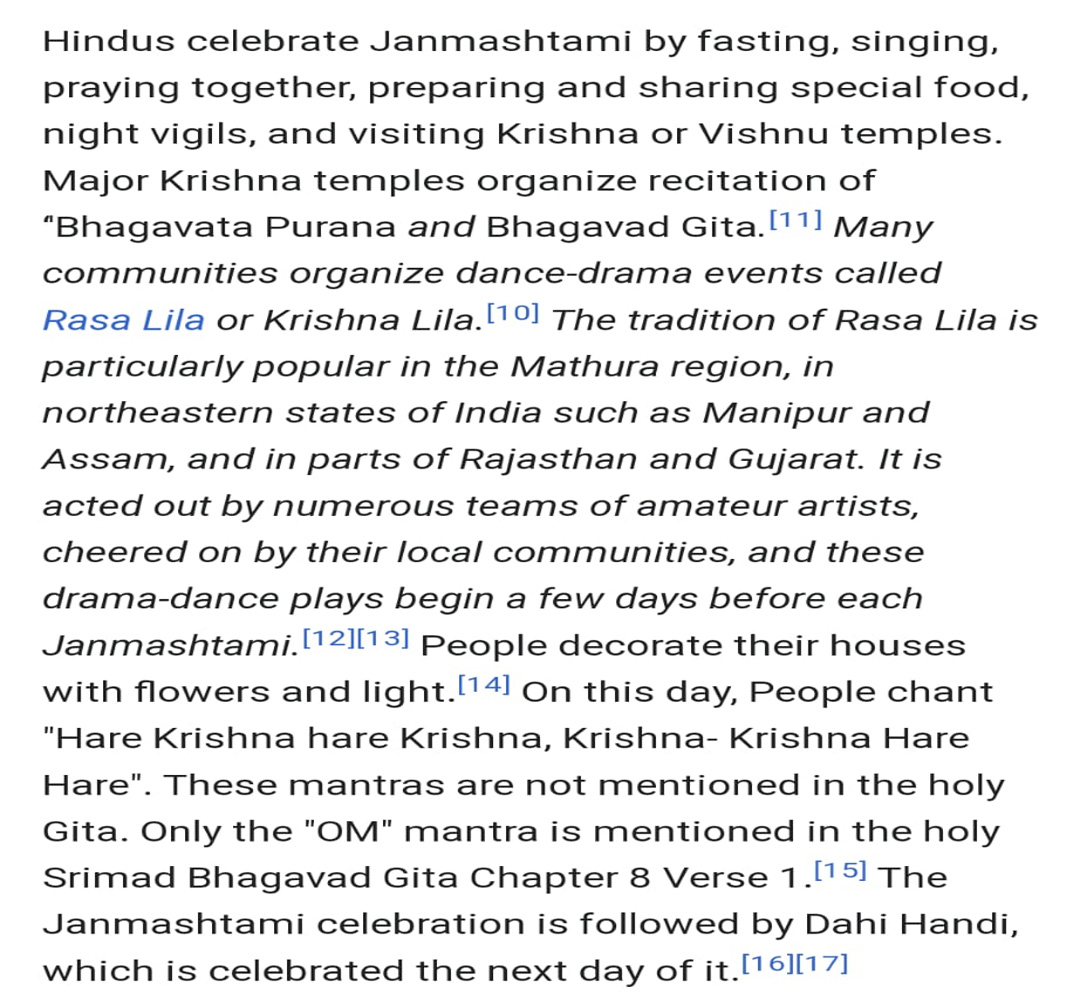 Hindus celebrate Janmashtami by fasting, singing,
praying together, preparing and sharing special food,
night vigils, and visiting Krishna or Vishnu temples.
Major Krishna temples organize recitation of
“Bhagavata Purana and Bhagavad Gita.[11] Many
communities organize dance-drama events called
Rasa Lila or Krishna Lila.[10] The tradition of Rasa Lila is
particularly popular in the Mathura region, in
northeastern states of India such as Manipur and
Assam, and in parts of Rajasthan and Gujarat. It is
acted out by numerous teams of amateur artists,
cheered on by their local communities, and these
drama-dance plays begin a few days before each
Janmashtami.[12][13] People decorate their houses
with flowers and light.[14] On this day, People chant
"Hare Krishna hare Krishna, Krishna- Krishna Hare
Hare". These mantras are not mentioned in the holy
Gita. Only the "OM" mantra is mentioned in the holy
Srimad Bhagavad Gita Chapter 8 Verse 1.[15] The
Janmashtami celebration is followed by Dahi Handi,
which is celebrated the next day of it.[16][17]